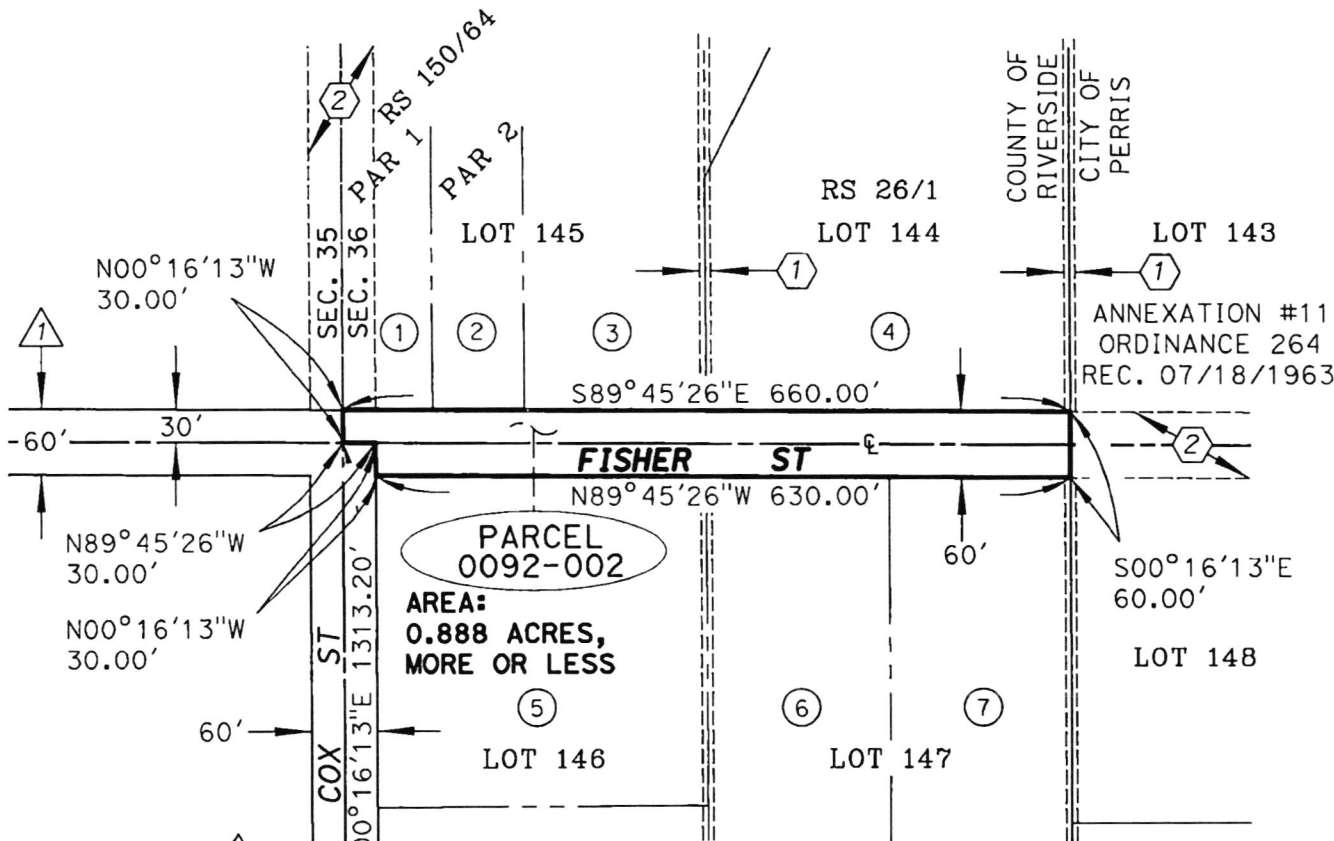 RS 150/64
2
PAR 1
PAR 2
SEC. 35
SEC. 36
COUNTY OF
RIVERSIDE
CITY OF
PERRIS
RS 26/1
LOT 145
LOT 144
LOT 143
N00°16'13"W
30.00'
1
1
1
1
2
3
4
ANNEXATION #11
ORDINANCE 264
REC. 07/18/1963
S89°45'26"E 660.00'
60'
30'
FISHER ST
℄
2
N89°45'26"W 630.00'
N89°45'26"W
30.00'
PARCEL
0092-002
60'
S00°16'13"E
60.00'
N00°16'13"W
30.00'
AREA:
0.888 ACRES,
MORE OR LESS
LOT 148
COX ST
00°16'13"E 1313.20'
60'
5
6
7
LOT 146
LOT 147